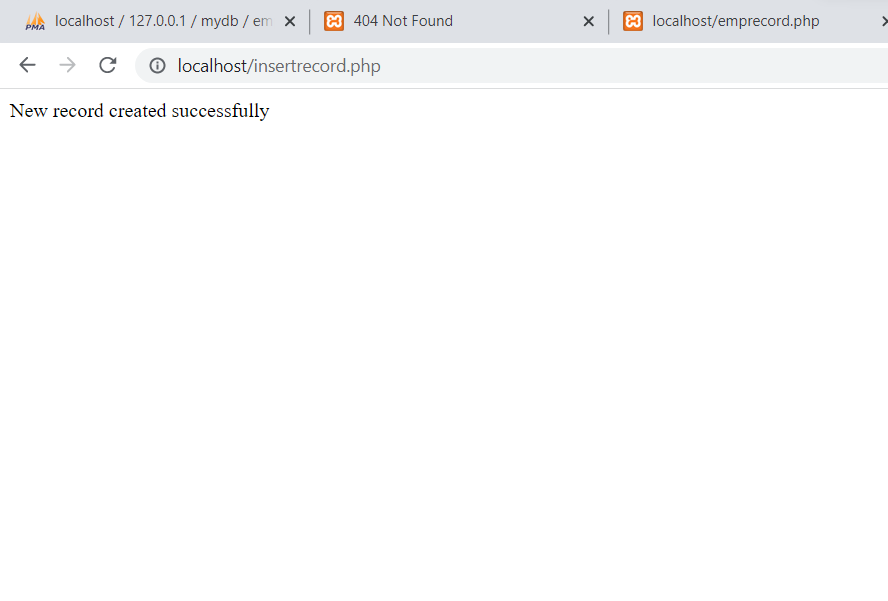 PMA
localhost / 127.0.0.1 / mydb / em
404 Not Found
localhost/emprecord.php
localhost/insertrecord.php
New record created successfully